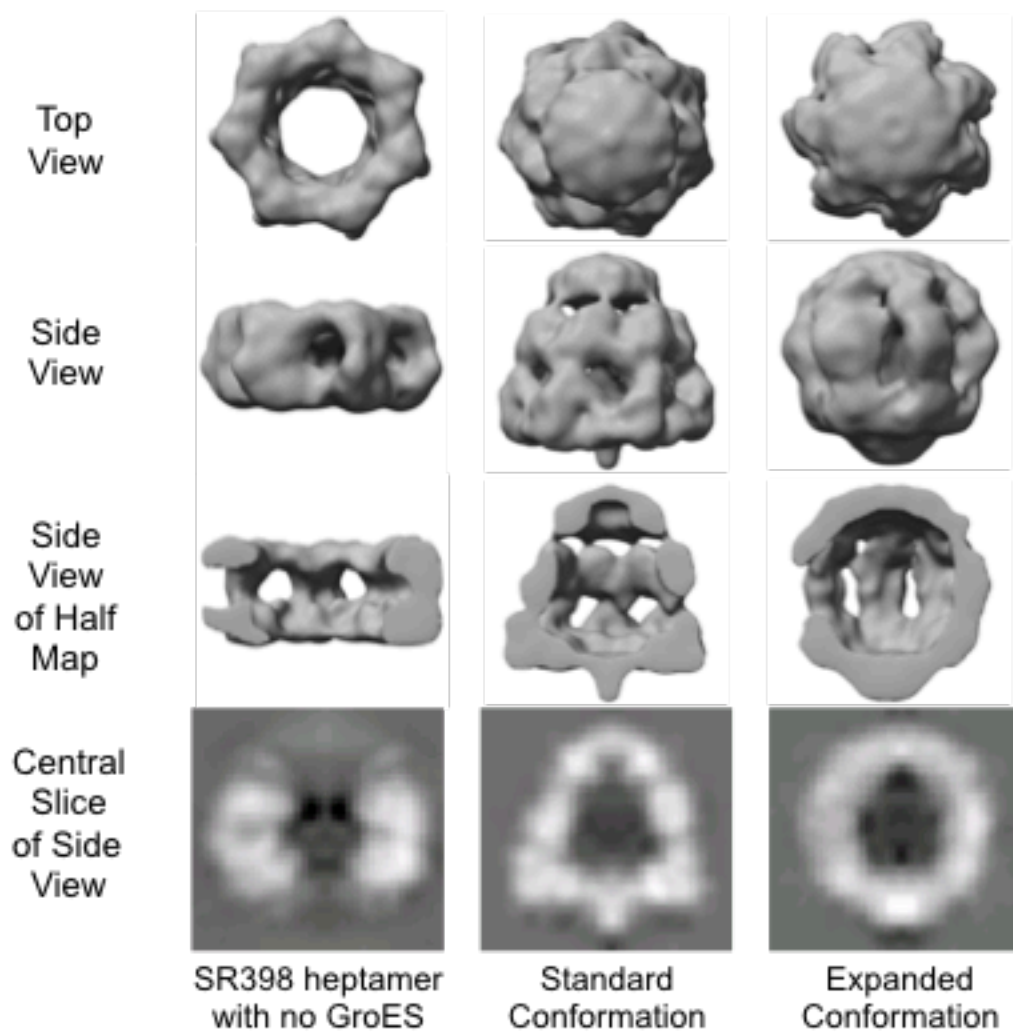 Top
View
Side
View
Side
View
of Half
Map
Central
Slice
of Side
View
SR398 heptamer
with no GroES
Standard
Conformation
Expanded
Conformation